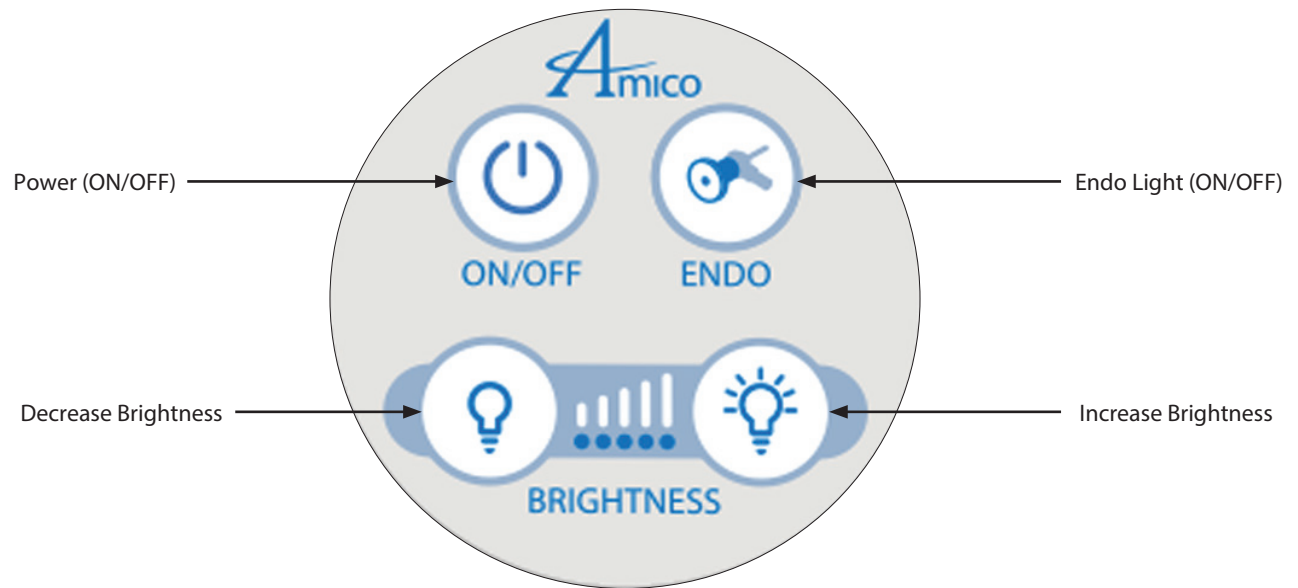 Amico
Power (ON/OFF)
Endo Light (ON/OFF)
ON/OFF
ENDO
Decrease Brightness
Increase Brightness
BRIGHTNESS